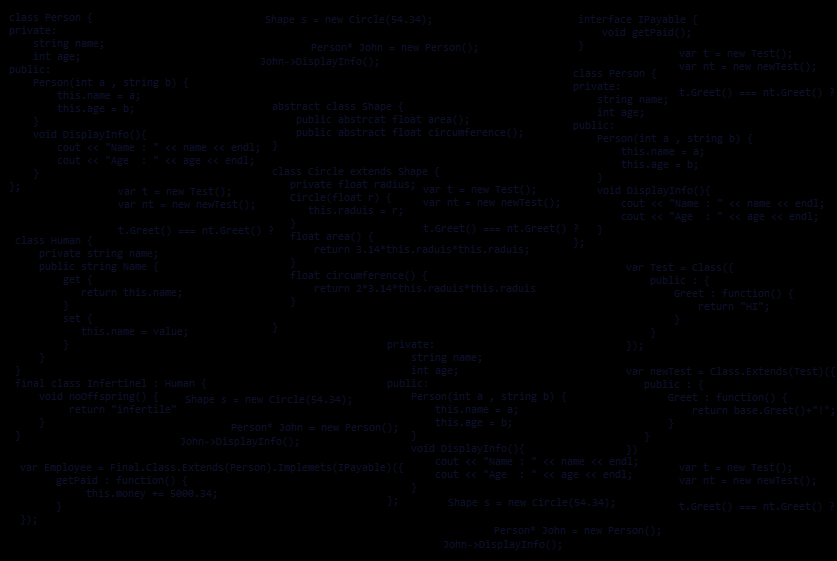 class Person {
private:
string name;
int age;
public:
Person(int a , string b) {
this.name = a;
this.age = b;
}
void DisplayInfo(){
cout << "Name : " << name << endl;
cout << "Age  : " << age << endl;
}
};
var t = new Test();
var nt = new newTest();
t.Greet() === nt.Greet() ?
class Human {
private string name;
public string Name {
get {
return this.name;
}
set {
this.name = value;
}
}
}
final class Infertinel : Human {
void noOffspring() {
return "infertile"
}
}
var Employee = Final.Class.Extends(Person).Implemets(IPayable)({
getPaid : function() {
this.money += 5000.34;
}
});
Shape s = new Circle(54.34);
Person* John = new Person();
John->DisplayInfo();
abstract class Shape {
public abstrcat float area();
public abstract float circumference();
}
class Circle extends Shape {
private float radius;
Circle(float r) {
this.raduis = r;
}
float area() {
return 3.14*this.raduis*this.raduis;
}
float circumference() {
return 2*3.14*this.raduis*this.raduis
}
}
var t = new Test();
var nt = new newTest();
t.Greet() === nt.Greet() ?
Shape s = new Circle(54.34);
Person* John = new Person();
John->DisplayInfo();
private:
string name;
int age;
public:
Person(int a , string b) {
this.name = a;
this.age = b;
}
void DisplayInfo(){
cout << "Name : " << name << endl;
cout << "Age  : " << age << endl;
}
};
Shape s = new Circle(54.34);
Person* John = new Person();
John->DisplayInfo();
interface IPayable {
void getPaid();
}
var t = new Test();
var nt = new newTest();
t.Greet() === nt.Greet() ?
class Person {
private:
string name;
int age;
public:
Person(int a , string b) {
this.name = a;
this.age = b;
}
void DisplayInfo(){
cout << "Name : " << name << endl;
cout << "Age  : " << age << endl;
}
};
var Test = Class({
public : {
Greet : function() {
return "HI";
}
}
});
var newTest = Class.Extends(Test)({
public : {
Greet : function() {
return base.Greet()+"!";
}
}
})
var t = new Test();
var nt = new newTest();
t.Greet() === nt.Greet() ?